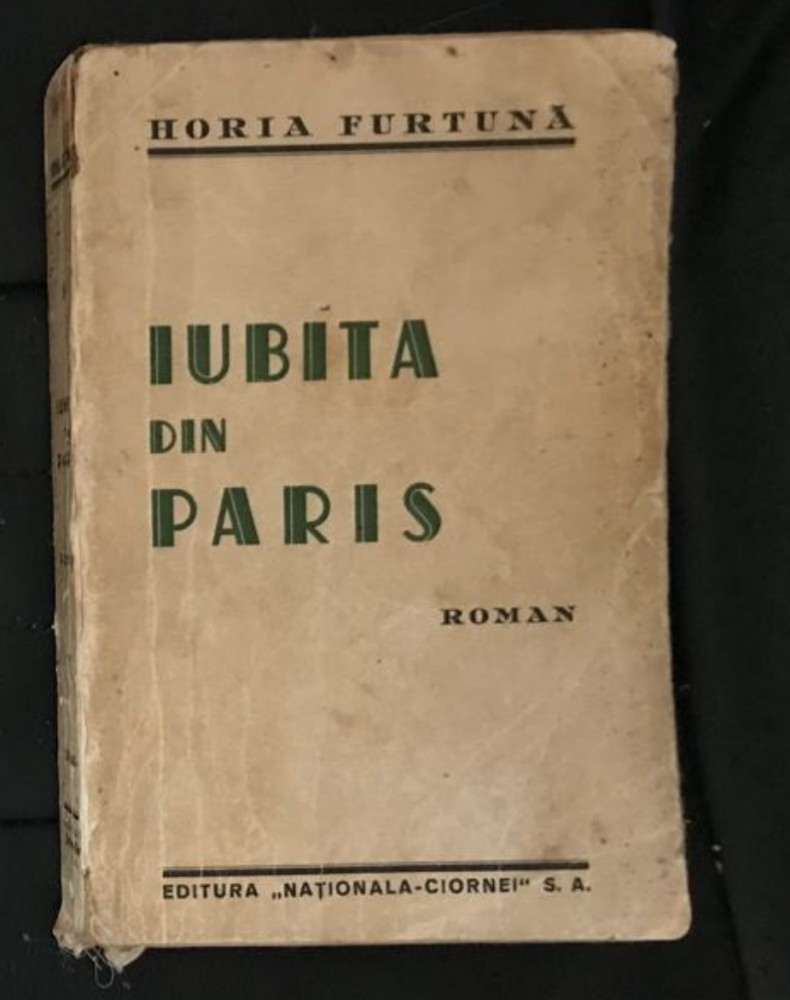 HORIA FURTUNĂ
IUBITA
DIN
PARIS
ROMAN
EDITURA „NAȚIONALA-CIORNEI“ S. A.